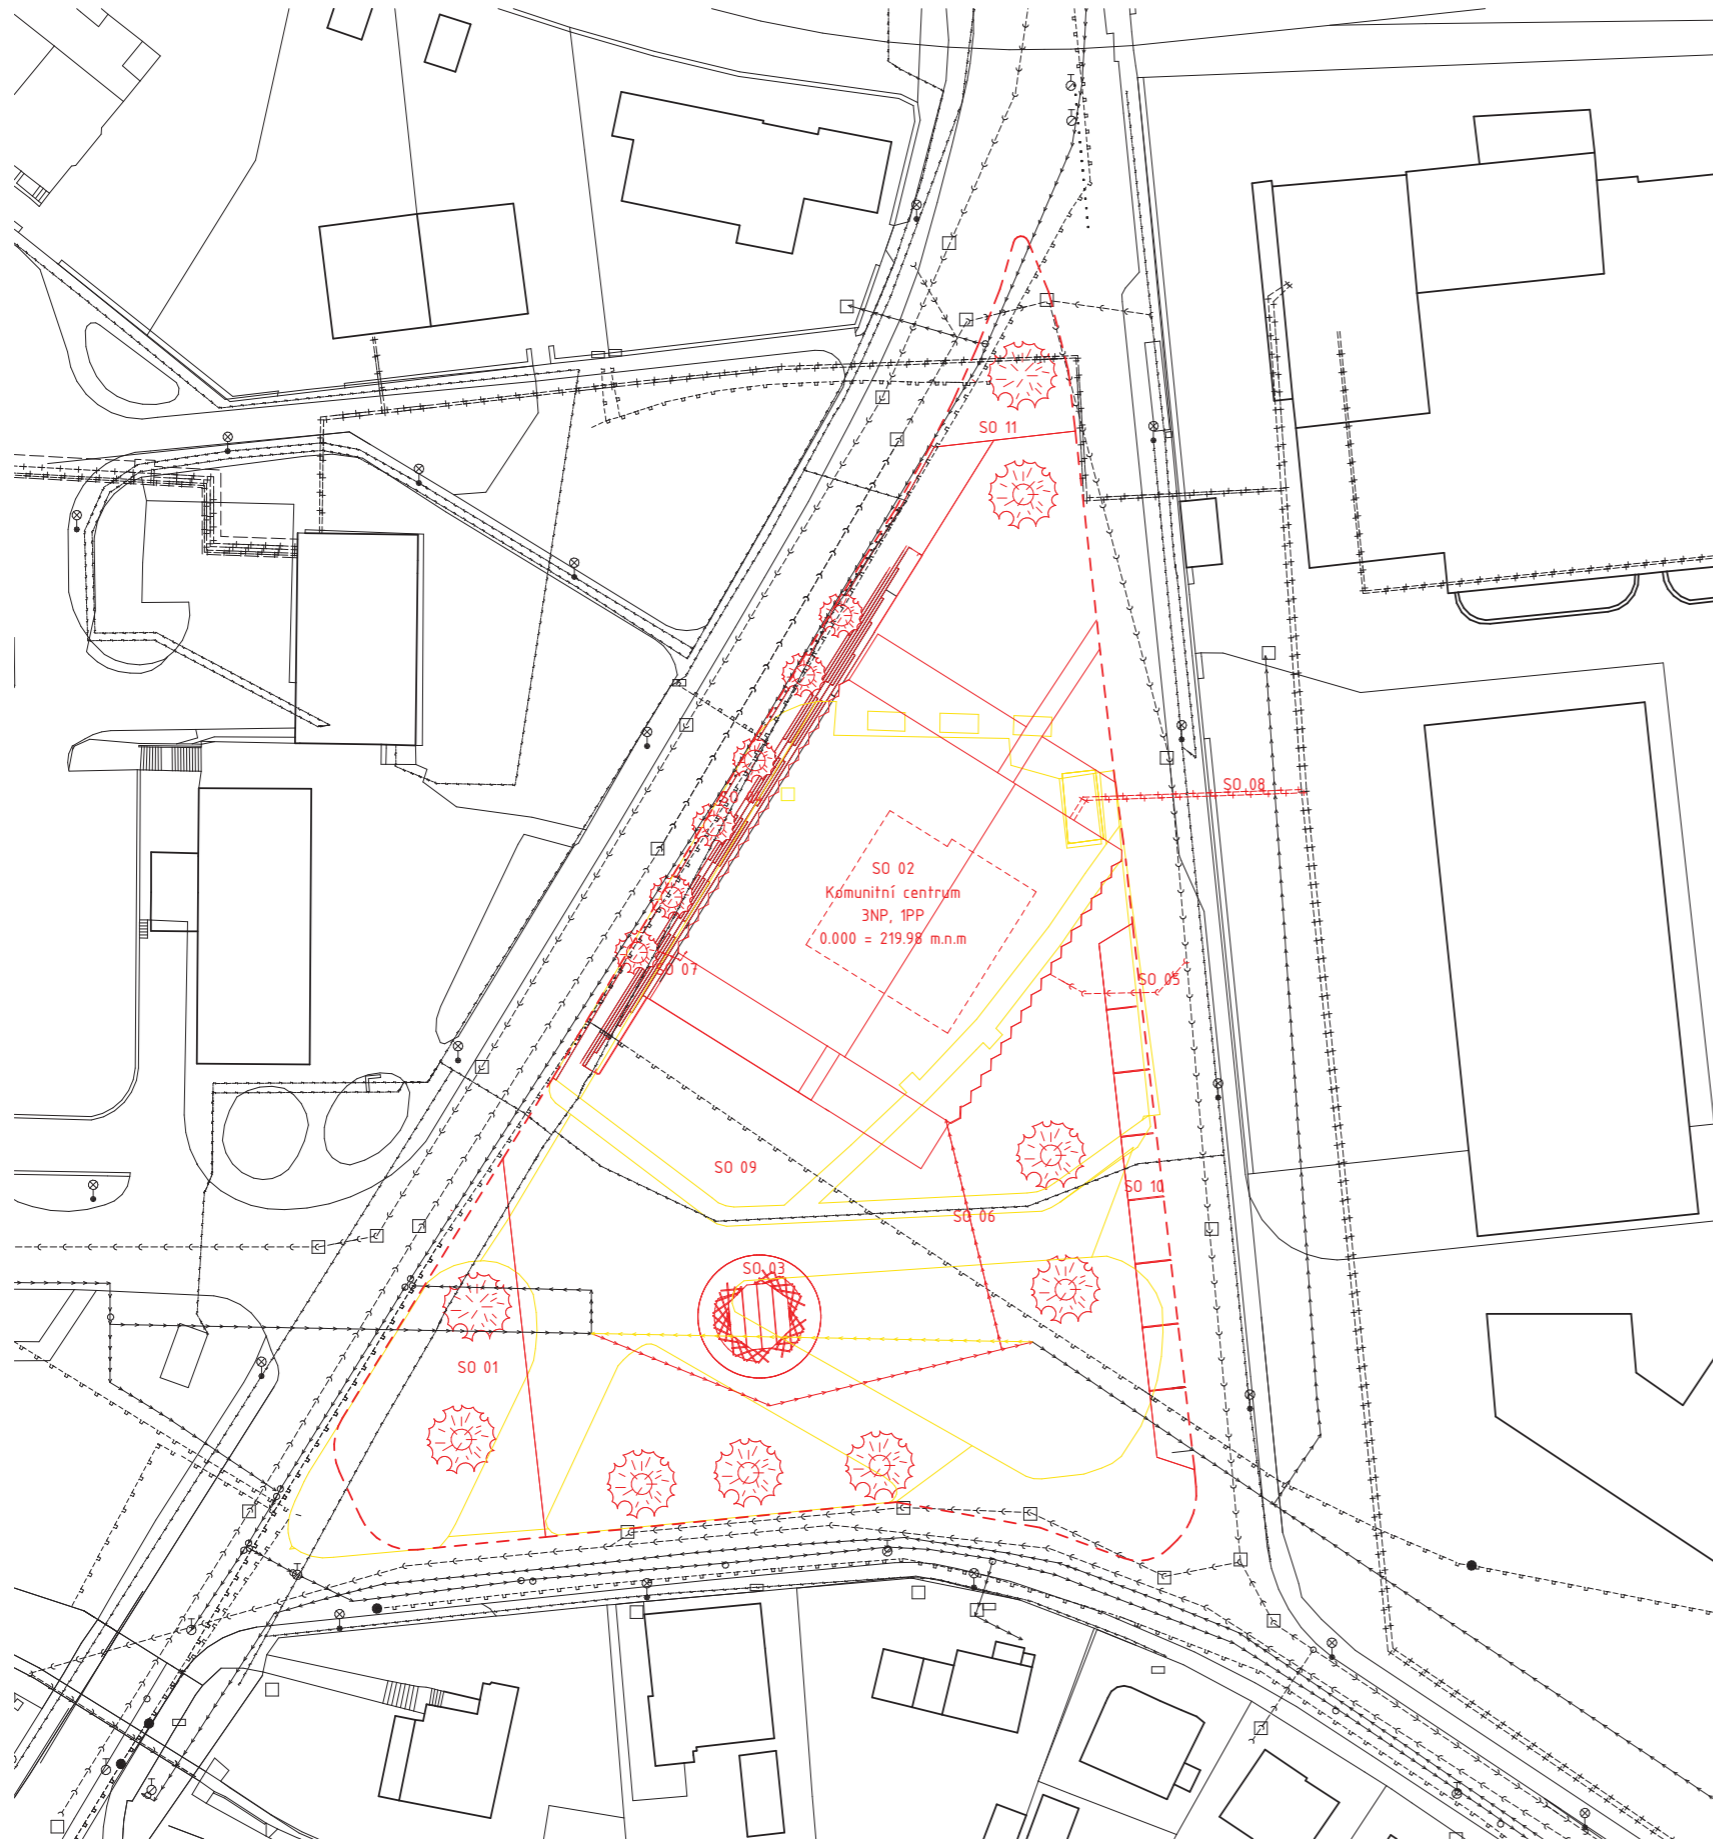 SO 11
SO 08
SO 02
Komunitní centrum
3NP, 1PP
0.000 = 219.98 m.n.m
SO 07
SO 05
SO 09
SO 10
SO 06
SO 03
SO 01